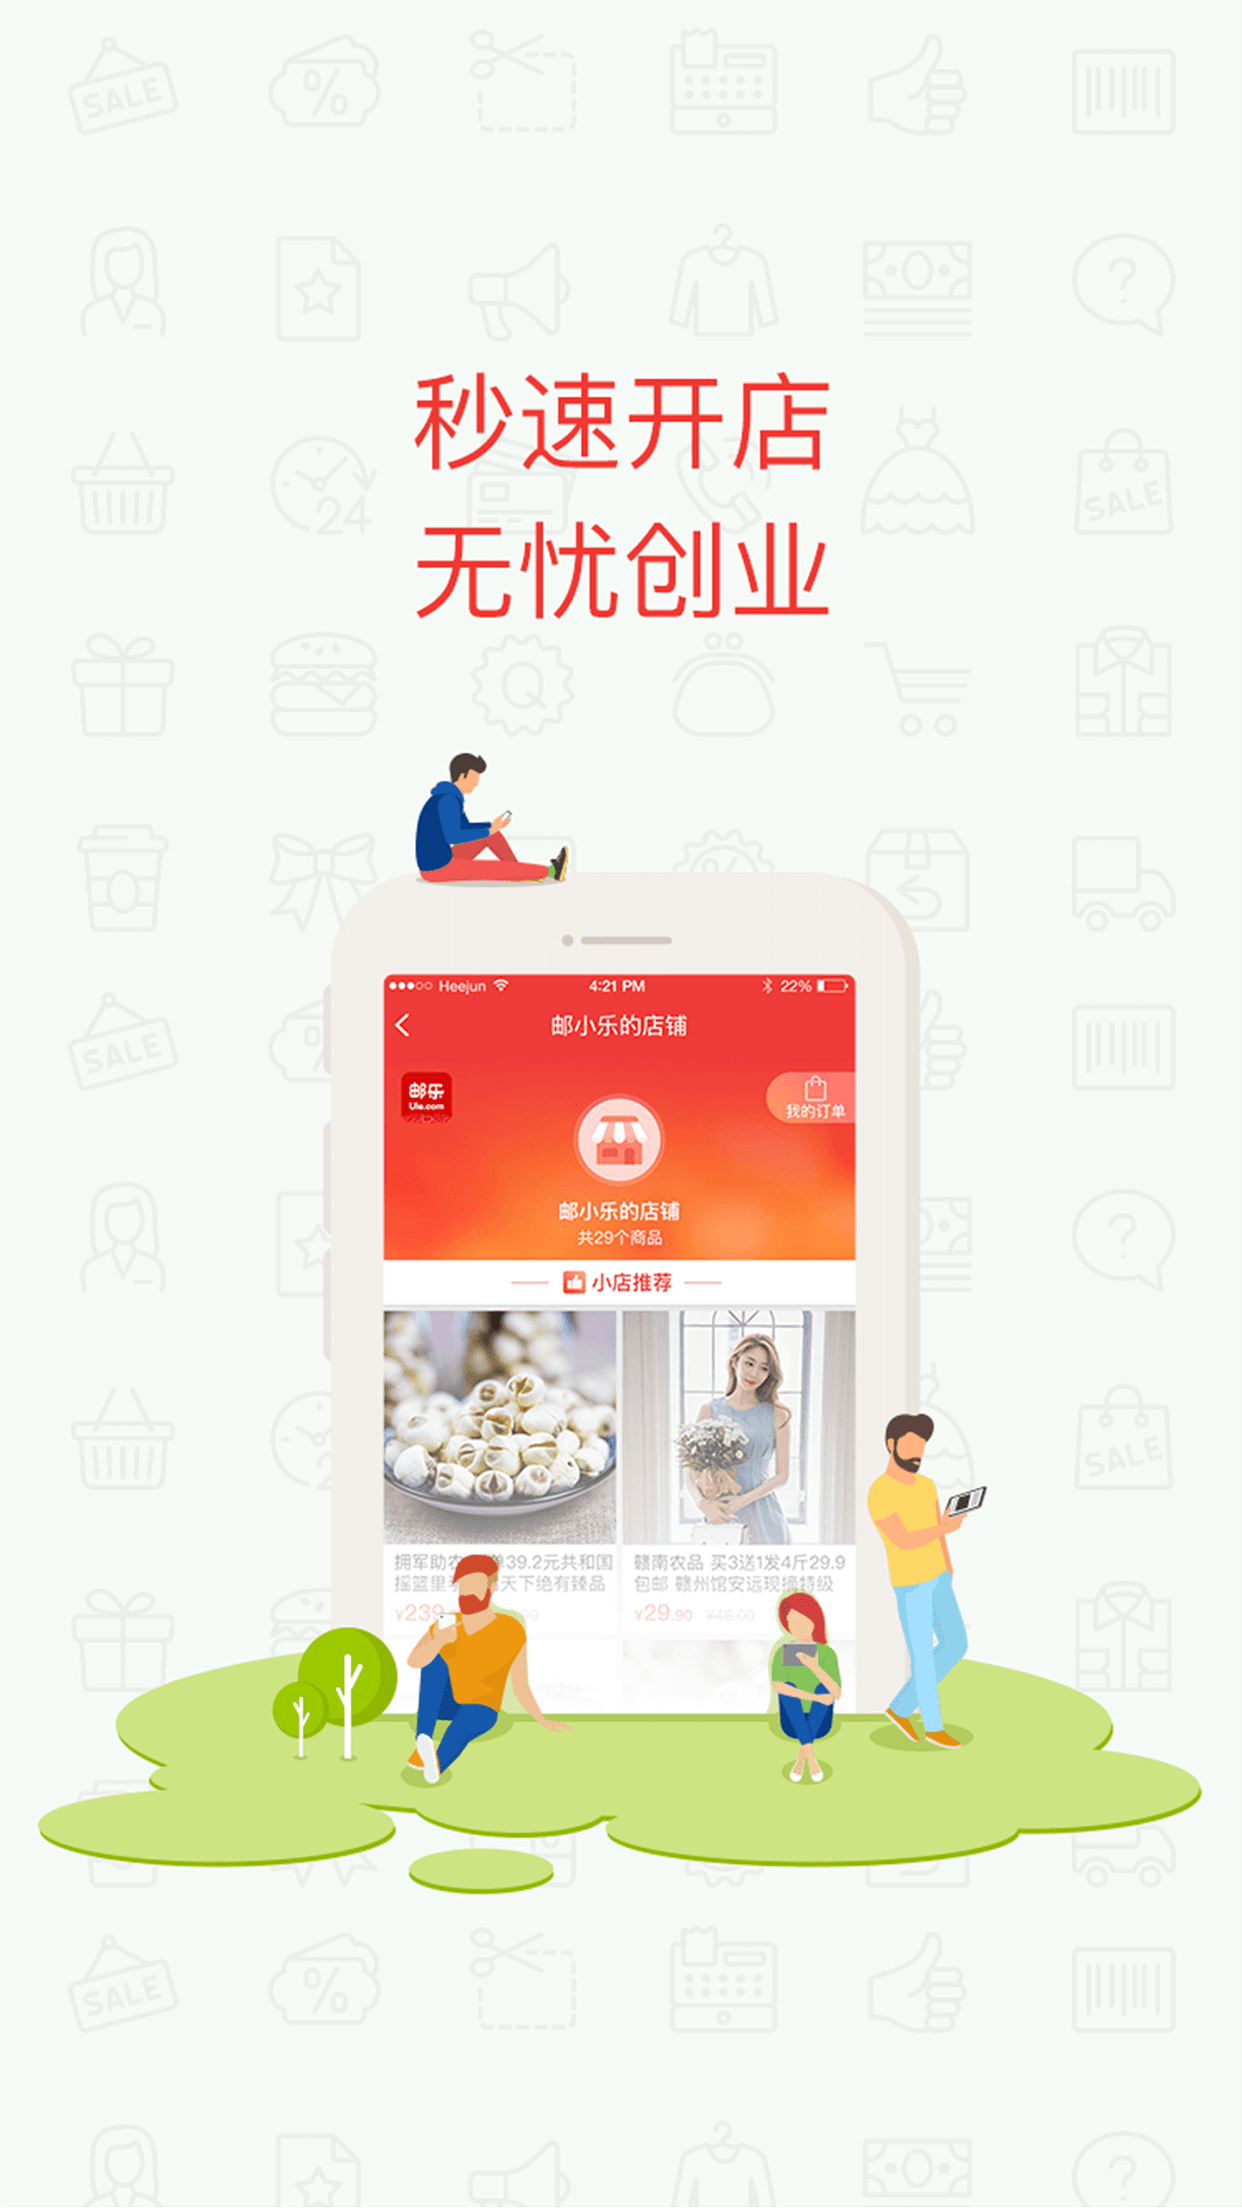 SALE
%
秒速开店
24
SALE
无忧创业
Q
%
Heejun 4:21 PM 22%
邮小乐的店铺
SALE
邮乐
Ule.com
我的订单
邮小乐的店铺
共29个商品
小店推荐
SALE
拥军助农 39.2元共和国
摇篮里 天下绝有臻品
¥239
赣南农品 买3送1发4斤29.9
包邮 赣州馆安远现摘特级
¥29.90 ¥48.00
SALE
%